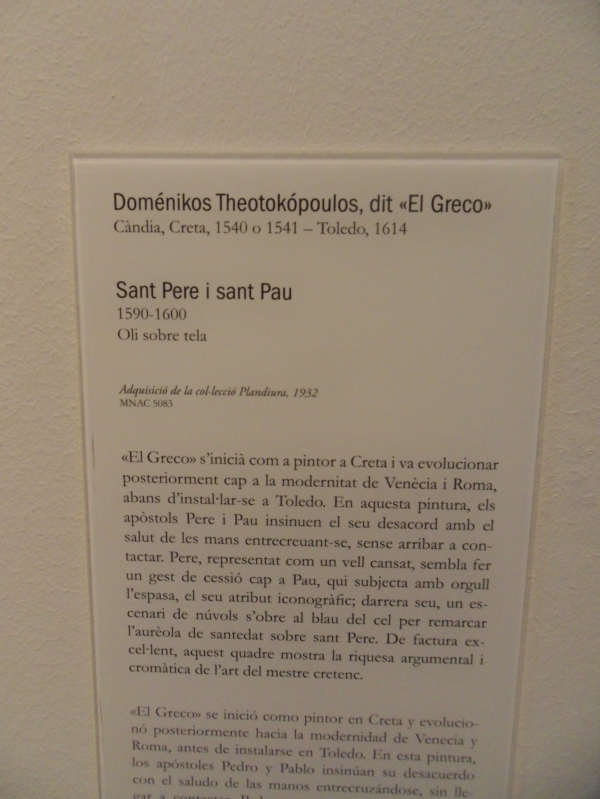 Doménikos Theotokópoulos, dit «El Greco»
Càndia, Creta, 1540 o 1541 – Toledo, 1614
Sant Pere i sant Pau
1590-1600
Oli sobre tela
Adquisició de la col·lecció Plandiura, 1932
MNAC 5083
«El Greco» s'inicià com a pintor a Creta i va evolucionar
posteriorment cap a la modernitat de Venècia i Roma,
abans d'instal·lar-se a Toledo. En aquesta pintura, els
apòstols Pere i Pau insinuen el seu desacord amb el
salut de les mans entrecreuant-se, sense arribar a con-
tactar. Pere, representat com un vell cansat, sembla fer
un gest de cessió cap a Pau, qui subjecta amb orgull
l'espasa, el seu atribut iconogràfic; darrera seu, un es-
cenari de núvols s'obre al blau del cel per remarcar
l'aurèola de santedat sobre sant Pere. De factura ex-
cel·lent, aquest quadre mostra la riquesa argumental i
cromàtica de l'art del mestre cretenc.
«El Greco» se inició como pintor en Creta y evolucio-
nó posteriormente hacia la modernidad de Venecia y
Roma, antes de instalarse en Toledo. En esta pintura,
los apóstoles Pedro y Pablo insinúan su desacuerdo
con el saludo de las manos entrecruzándose, sin lle-
gar a contactar.